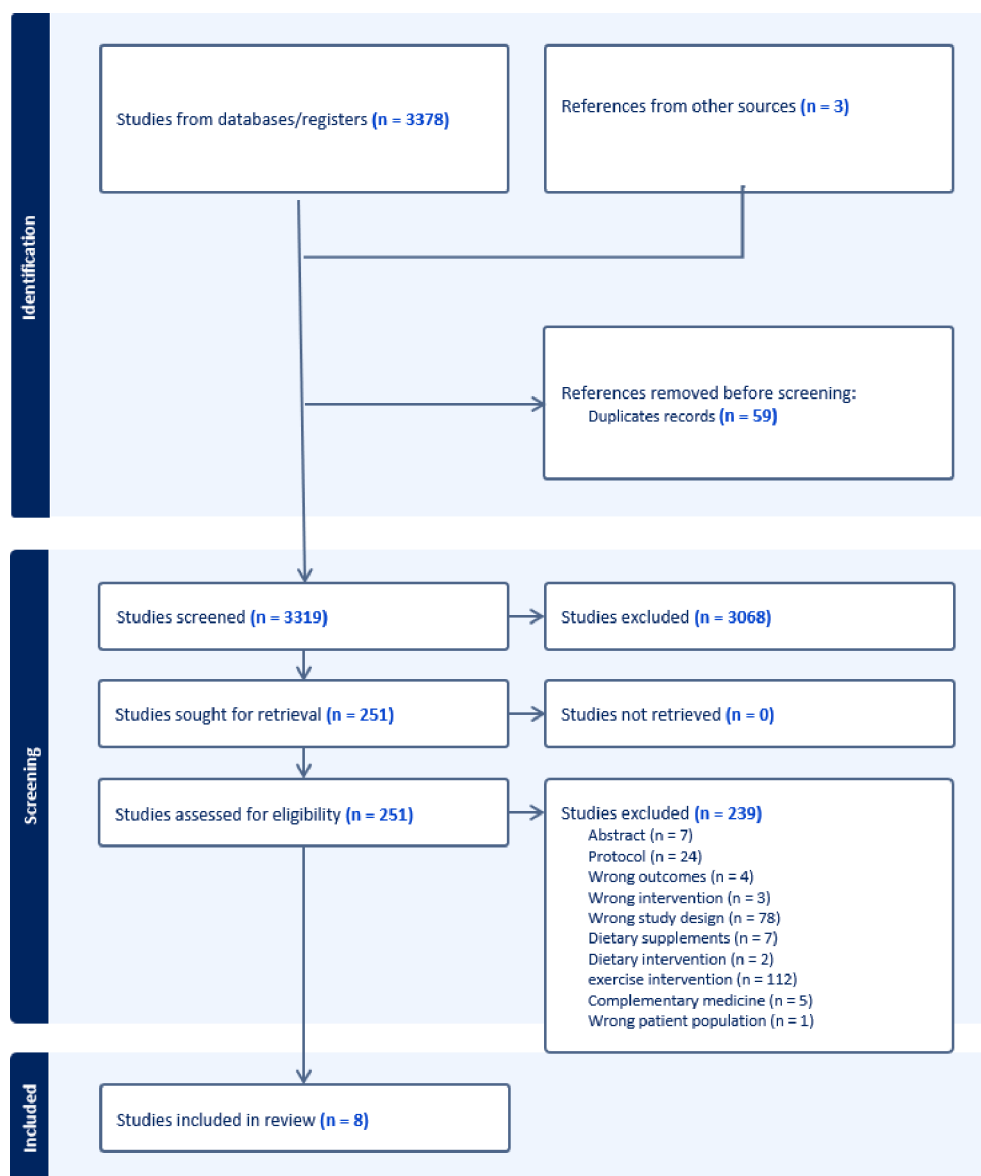 Identification
Studies from databases/registers (n = 3378)
References from other sources (n = 3)
References removed before screening:
Duplicates records (n = 59)
Screening
Studies screened (n = 3319)
Studies excluded (n = 3068)
Studies sought for retrieval (n = 251)
Studies not retrieved (n = 0)
Studies assessed for eligibility (n = 251)
Studies excluded (n = 239)
Abstract (n = 7)
Protocol (n = 24)
Wrong outcomes (n = 4)
Wrong intervention (n = 3)
Wrong study design (n = 78)
Dietary supplements (n = 7)
Dietary intervention (n = 2)
exercise intervention (n = 112)
Complementary medicine (n = 5)
Wrong patient population (n = 1)
Included
Studies included in review (n = 8)